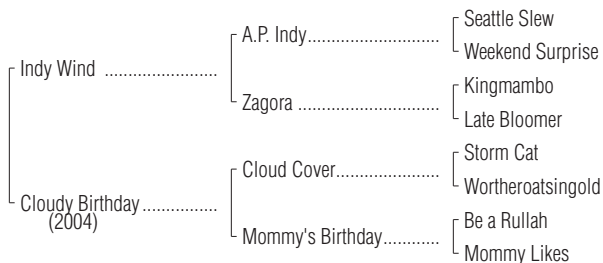 Seattle Slew
A.P. Indy........................
Weekend Surprise
Indy Wind ........................
Kingmambo
Zagora ..............................
Late Bloomer
Storm Cat
Cloud Cover......................
Wortheroatsingold
Cloudy Birthday................
(2004)
Be a Rullah
Mommy's Birthday............
Mommy Likes